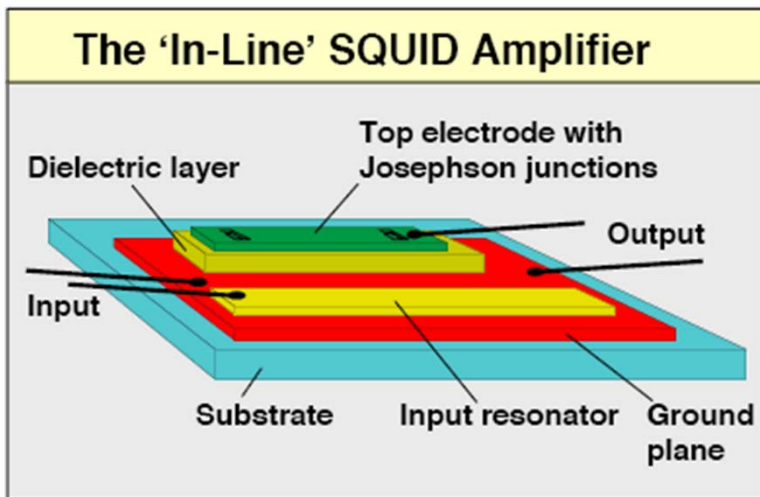 The ‘In-Line’ SQUID Amplifier
Top electrode with
Josephson junctions
Dielectric layer
Output
Input
Substrate
Input resonator
Ground
plane